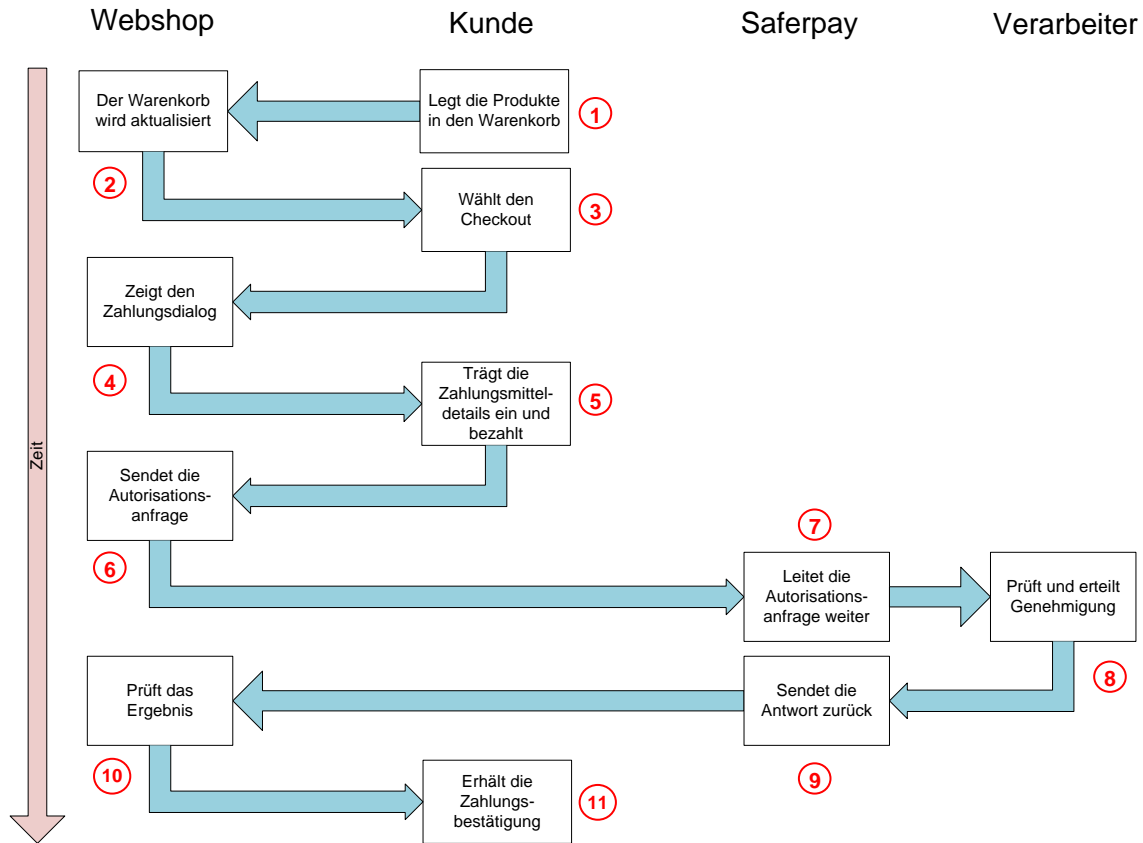 Webshop
Kunde
Saferpay
Verarbeiter
Der Warenkorb
wird aktualisiert
Legt die Produkte
in den Warenkorb
1
2
Wählt den
Checkout
3
Zeigt den
Zahlungsdialog
4
Trägt die
Zahlungsmittel-
details ein und
bezahlt
5
Zeit
Sendet die
Autorisations-
anfrage
6
7
Leitet die
Autorisations-
anfrage weiter
Prüft und erteilt
Genehmigung
8
Prüft das
Ergebnis
Sendet die
Antwort zurück
9
10
Erhält die
Zahlungs-
bestätigung
11